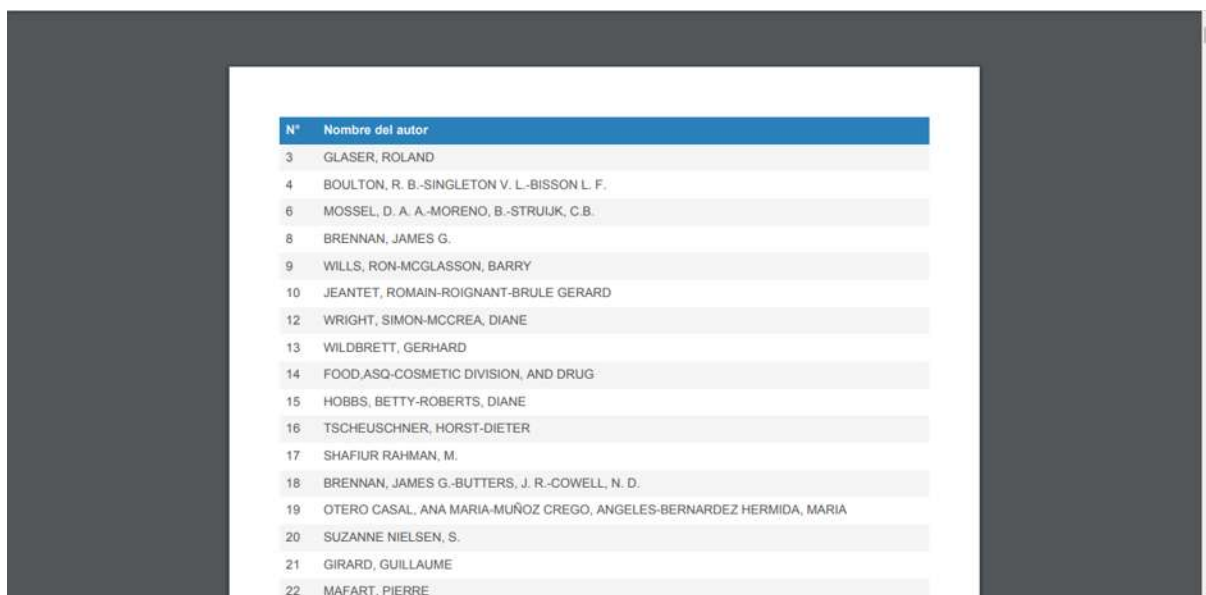 N° Nombre del autor
3 GLASER, ROLAND
4 BOULTON, R. B.-SINGLETON V. L.-BISSON L. F.
6 MOSSEL, D. A. A.-MORENO, B.-STRUIJK, C.B.
8 BRENNAN, JAMES G.
9 WILLS, RON-MCGLASSON, BARRY
10 JEANTET, ROMAIN-ROIGNANT-BRULE GERARD
12 WRIGHT, SIMON-MCCREA, DIANE
13 WILDBRETT, GERHARD
14 FOOD,ASQ-COSMETIC DIVISION, AND DRUG
15 HOBBS, BETTY-ROBERTS, DIANE
16 TSCHEUSCHNER, HORST-DIETER
17 SHAFIUR RAHMAN, M.
18 BRENNAN, JAMES G.-BUTTERS, J. R.-COWELL, N. D.
19 OTERO CASAL, ANA MARIA-MUÑOZ CREGO, ANGELES-BERNARDEZ HERMIDA, MARIA
20 SUZANNE NIELSEN, S.
21 GIRARD, GUILLAUME
22 MAFART, PIERRE